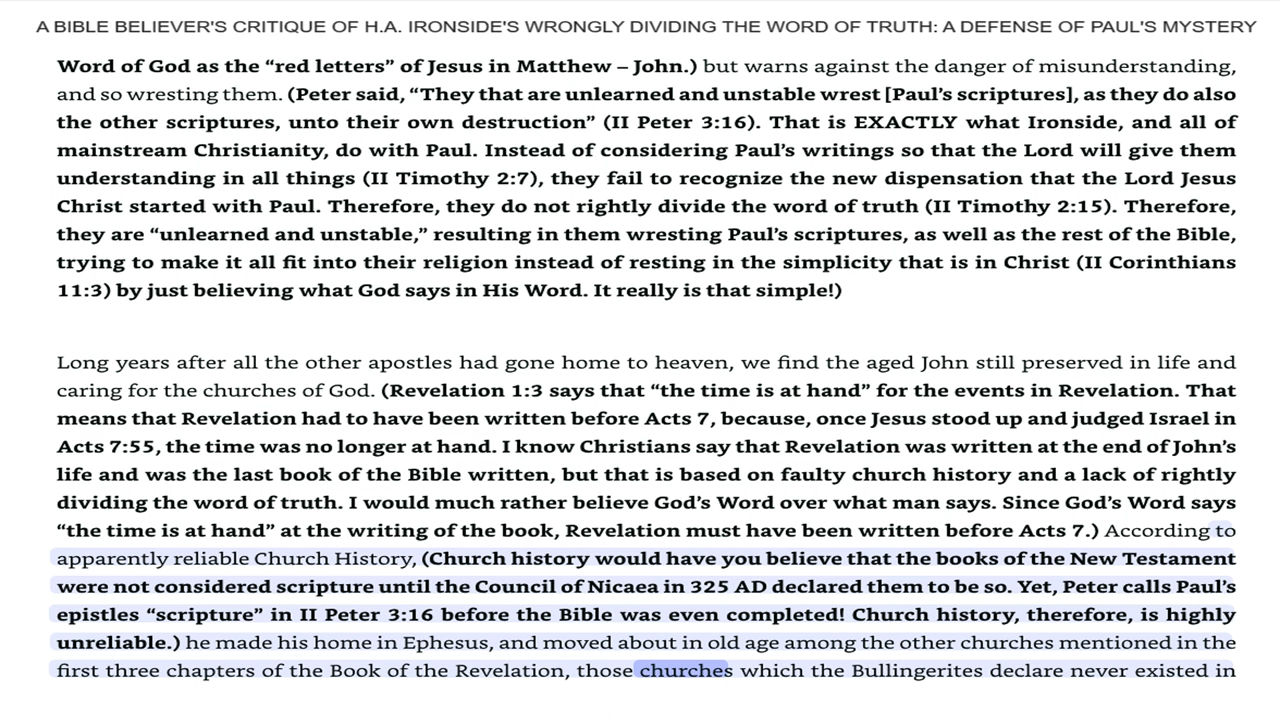 A BIBLE BELIEVER'S CRITIQUE OF H.A. IRONSIDE'S WRONGLY DIVIDING THE WORD OF TRUTH: A DEFENSE OF PAUL'S MYSTERY
Word of God as the “red letters” of Jesus in Matthew – John.) but warns against the danger of misunderstanding,
and so wresting them. (Peter said, “They that are unlearned and unstable wrest [Paul’s scriptures], as they do also
the other scriptures, unto their own destruction” (II Peter 3:16). That is EXACTLY what Ironside, and all of
mainstream Christianity, do with Paul. Instead of considering Paul’s writings so that the Lord will give them
understanding in all things (II Timothy 2:7), they fail to recognize the new dispensation that the Lord Jesus
Christ started with Paul. Therefore, they do not rightly divide the word of truth (II Timothy 2:15). Therefore,
they are “unlearned and unstable,” resulting in them wresting Paul’s scriptures, as well as the rest of the Bible,
trying to make it all fit into their religion instead of resting in the simplicity that is in Christ (II Corinthians
11:3) by just believing what God says in His Word. It really is that simple!)
Long years after all the other apostles had gone home to heaven, we find the aged John still preserved in life and
caring for the churches of God. (Revelation 1:3 says that “the time is at hand” for the events in Revelation. That
means that Revelation had to have been written before Acts 7, because, once Jesus stood up and judged Israel in
Acts 7:55, the time was no longer at hand. I know Christians say that Revelation was written at the end of John’s
life and was the last book of the Bible written, but that is based on faulty church history and a lack of rightly
dividing the word of truth. I would much rather believe God’s Word over what man says. Since God’s Word says
“the time is at hand” at the writing of the book, Revelation must have been written before Acts 7.) According to
apparently reliable Church History, (Church history would have you believe that the books of the New Testament
were not considered scripture until the Council of Nicaea in 325 AD declared them to be so. Yet, Peter calls Paul’s
epistles “scripture” in II Peter 3:16 before the Bible was even completed! Church history, therefore, is highly
unreliable.) he made his home in Ephesus, and moved about in old age among the other churches mentioned in the
first three chapters of the Book of the Revelation, those churches which the Bullingerites declare never existed in